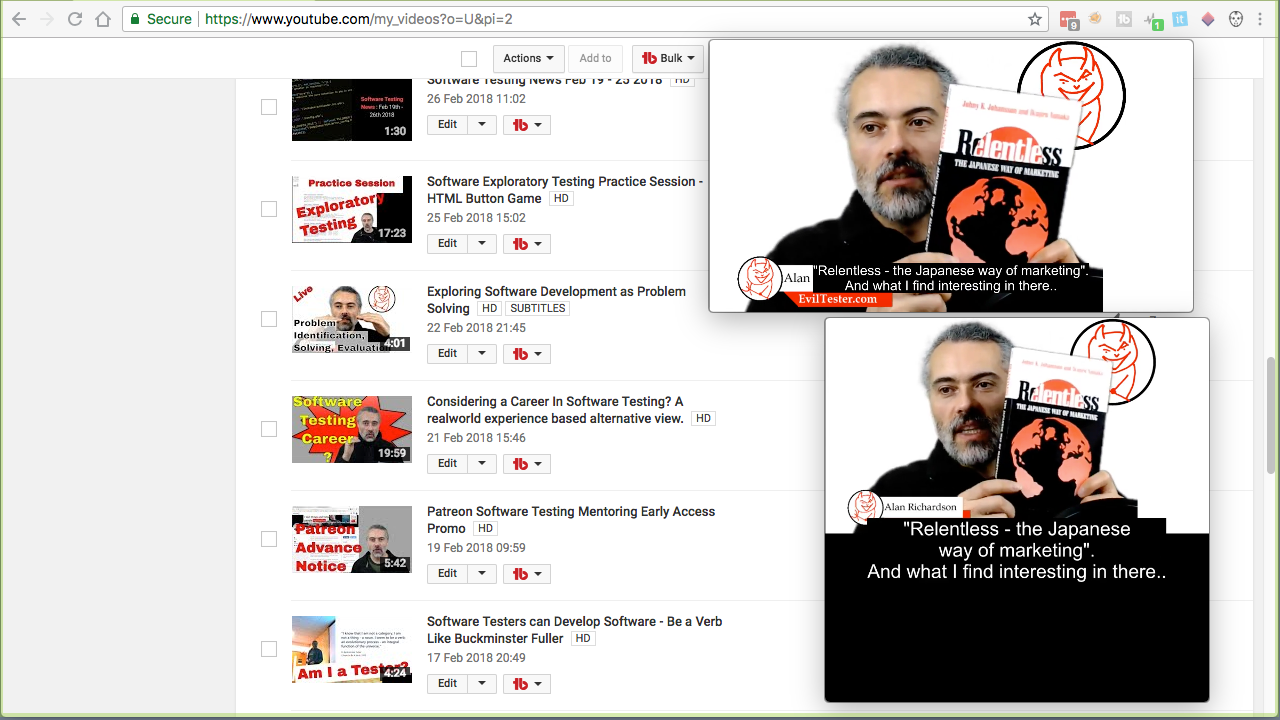 Secure
https://www.youtube.com/my_videos?o=U&pi=2
9
1
it
Actions
Add to
Bulk
Software Testing News Feb 19 - 25 2018 HD
26 Feb 2018 11:02
Edit
Software Testing
News: Feb 19th -
26th 2018
1:30
Software Exploratory Testing Practice Session -
HTML Button Game HD
25 Feb 2018 15:02
Edit
Practice Session
Exploratory
Testing
17:23
Exploring Software Development as Problem
Solving HD SUBTITLES
22 Feb 2018 21:45
Edit
Live
Problem
Identification,
Solving, Evaluation
4:01
Considering a Career In Software Testing? A
realworld experience based alternative view. HD
21 Feb 2018 15:46
Edit
Software
Testing
Career
?
19:59
Patreon Software Testing Mentoring Early Access
Promo HD
19 Feb 2018 09:59
Edit
Patreon
Advance
Notice
5:42
Software Testers can Develop Software - Be a Verb
Like Buckminster Fuller HD
17 Feb 2018 20:49
Edit
Am I a Tester?
4:24
Johny K. Johansson and Ikujiro Nonaka
Relentless
THE JAPANESE WAY OF MARKETING
Alan
"Relentless - the Japanese way of marketing".
And what I find interesting in there..
EvilTester.com
Relentless
THE JAPANESE WAY OF MARKETING
Alan Richardson
"Relentless - the Japanese
way of marketing".
And what I find interesting in there..